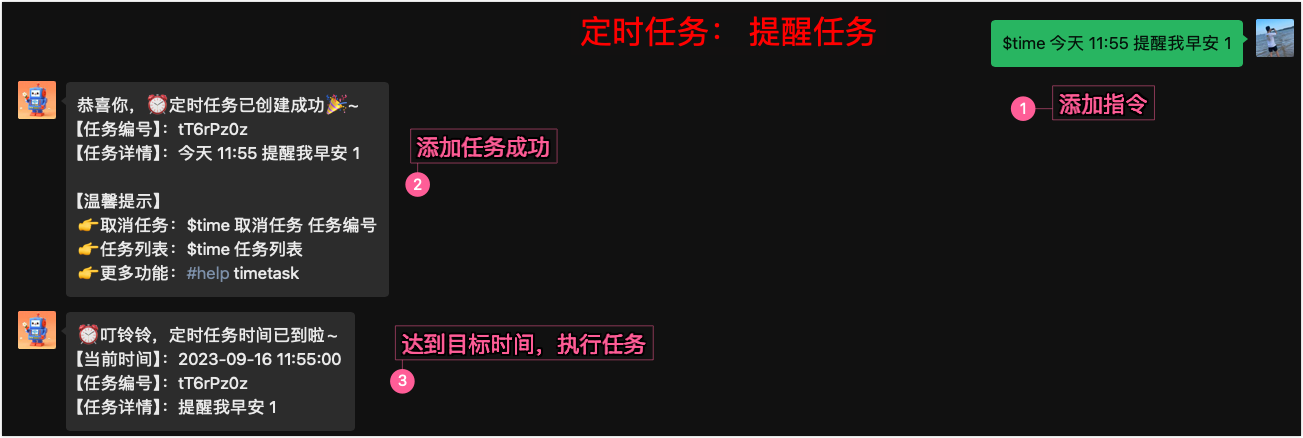 定时任务： 提醒任务
$time 今天 11:55 提醒我早安 1
1 添加指令
恭喜你，⏰定时任务已创建成功🎉~
【任务编号】：tT6rPz0z
【任务详情】：今天 11:55 提醒我早安 1
添加任务成功
2
【温馨提示】
👉取消任务：$time 取消任务 任务编号
👉任务列表：$time 任务列表
👉更多功能：#help timetask
⏰叮铃铃，定时任务时间已到啦~
【当前时间】：2023-09-16 11:55:00
【任务编号】：tT6rPz0z
【任务详情】：提醒我早安 1
达到目标时间，执行任务
3